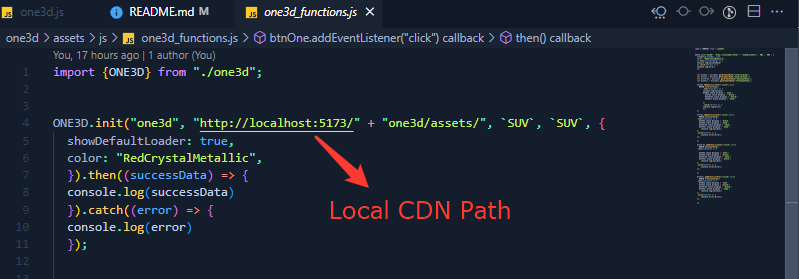 JS one3d.js
README.md M
JS one3d_functions.js
one3d > assets > js > JS one3d_functions.js > btnOne.addEventListener("click") callback > then() callback
You, 17 hours ago | 1 author (You)
1 import {ONE3D} from "./one3d";
2
3
4 ONE3D.init("one3d", "http://localhost:5173/" + "one3d/assets/", `SUV`, `SUV`, {
5 showDefaultLoader: true,
6 color: "RedCrystalMetallic",
7 }).then((successData) => {
8 console.log(successData)
9 }).catch((error) => {
10 console.log(error)
11 });
12
Local CDN Path